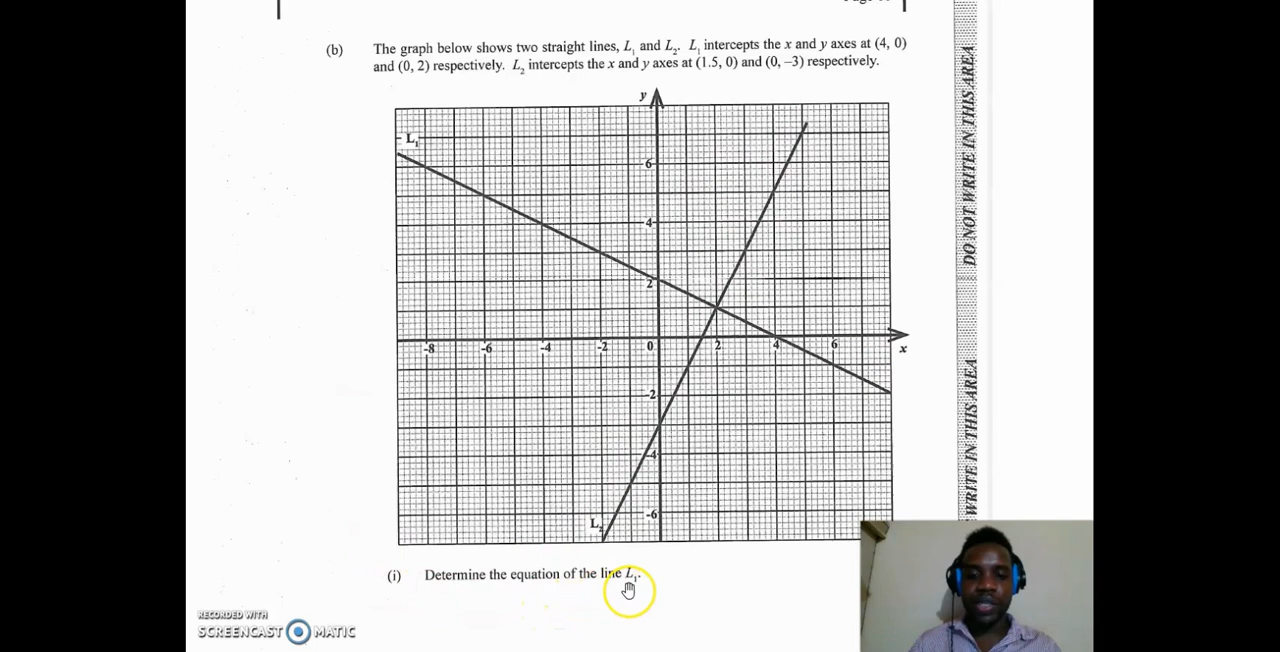 (b) The graph below shows two straight lines, L₁ and L₂. L₁ intercepts the x and y axes at (4, 0)
and (0, 2) respectively. L₂ intercepts the x and y axes at (1.5, 0) and (0, –3) respectively.
y
L₁
6
4
2
-8 -6 -4 -2 0 2 4 6 x
-2
-4
-6
L₂
(i) Determine the equation of the line L₁.
DO NOT WRITE IN THIS AREA
WRITE IN THIS AREA
RECORDED WITH
SCREENCAST MATIC